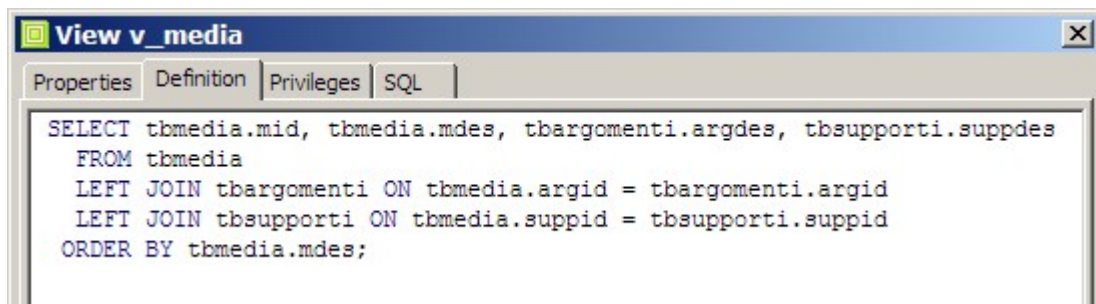 View v_media
Properties Definition Privileges SQL
SELECT tbmedia.mid, tbmedia.mdes, tbargomenti.argdes, tbsupporti.suppdes
FROM tbmedia
LEFT JOIN tbargomenti ON tbmedia.argid = tbargomenti.argid
LEFT JOIN tbsupporti ON tbmedia.suppid = tbsupporti.suppid
ORDER BY tbmedia.mdes;